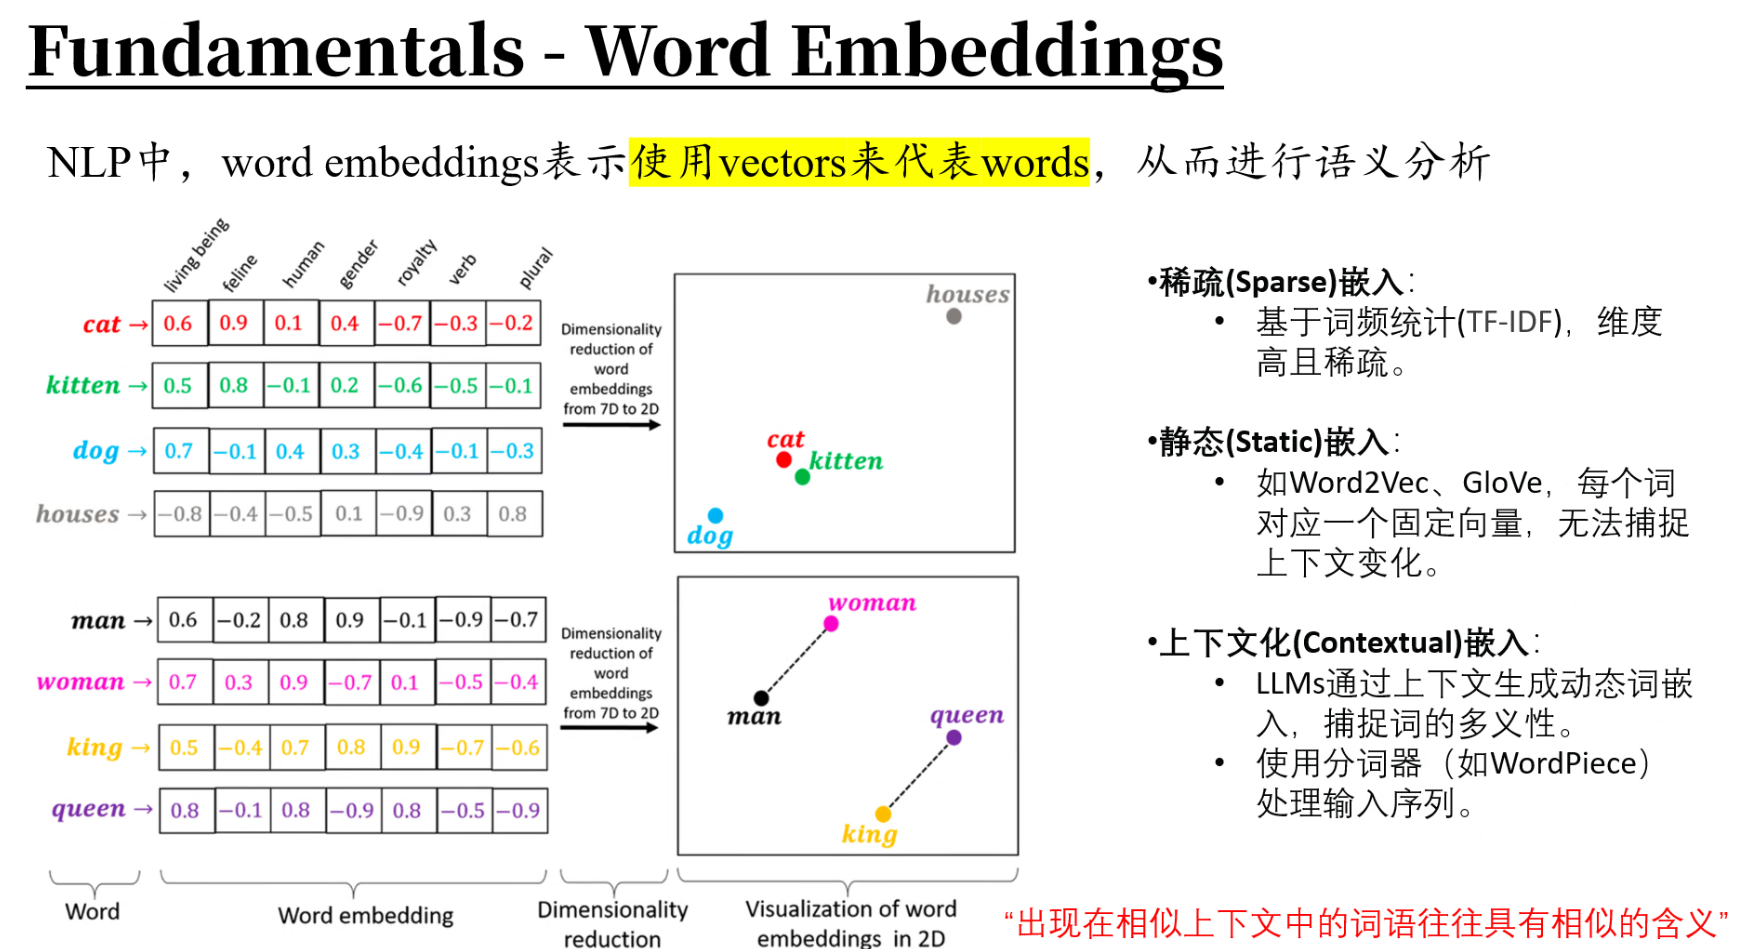 Fundamentals - Word Embeddings
NLP中，word embeddings表示使用vectors来代表words，从而进行语义分析
living being feline human gender royalty verb plural
cat → 0.6 0.9 0.1 0.4 −0.7 −0.3 −0.2
kitten → 0.5 0.8 −0.1 0.2 −0.6 −0.5 −0.1
dog → 0.7 −0.1 0.4 0.3 −0.4 −0.1 −0.3
houses → −0.8 −0.4 −0.5 0.1 −0.9 0.3 0.8
Dimensionality
reduction of
word
embeddings
from 7D to 2D
houses
cat
kitten
dog
man → 0.6 −0.2 0.8 0.9 −0.1 −0.9 −0.7
woman → 0.7 0.3 0.9 −0.7 0.1 −0.5 −0.4
king → 0.5 −0.4 0.7 0.8 0.9 −0.7 −0.6
queen → 0.8 −0.1 0.8 −0.9 0.8 −0.5 −0.9
Dimensionality
reduction of
word
embeddings
from 7D to 2D
woman
man
queen
king
Word
Word embedding
Dimensionality
reduction
Visualization of word
embeddings in 2D
•稀疏(Sparse)嵌入：
• 基于词频统计(TF-IDF)，维度
高且稀疏。
•静态(Static)嵌入：
• 如Word2Vec、GloVe，每个词
对应一个固定向量，无法捕捉
上下文变化。
•上下文化(Contextual)嵌入：
• LLMs通过上下文生成动态词嵌
入，捕捉词的多义性。
• 使用分词器（如WordPiece）
处理输入序列。
“出现在相似上下文中的词语往往具有相似的含义”